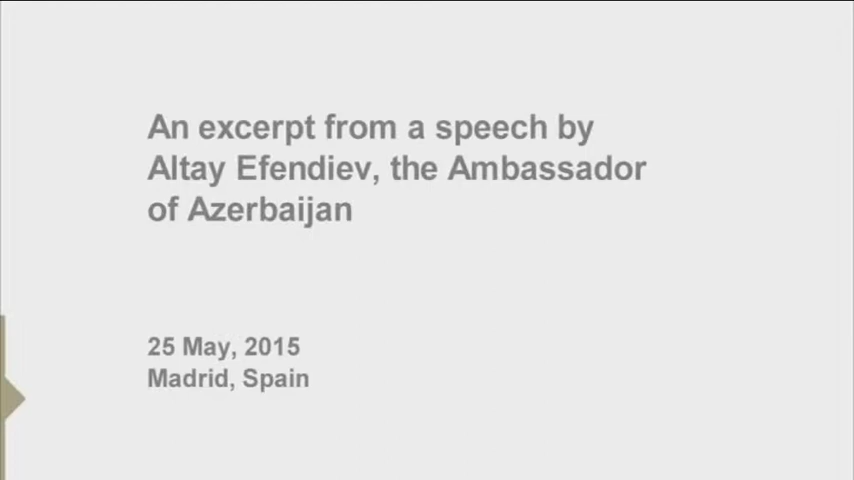 An excerpt from a speech by
Altay Efendiev, the Ambassador
of Azerbaijan
25 May, 2015
Madrid, Spain